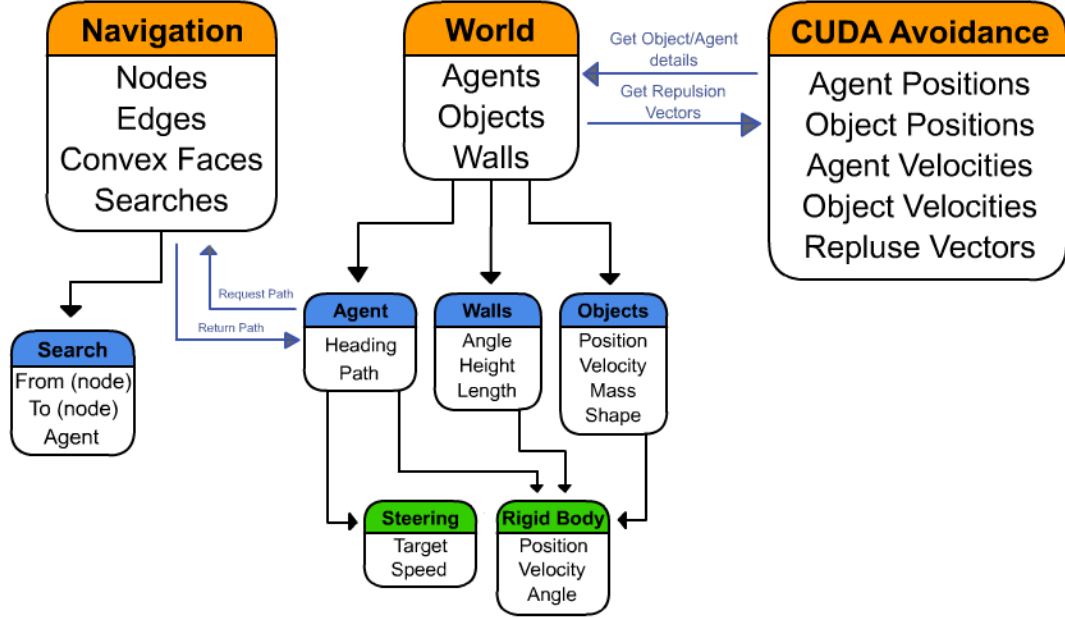 Navigation
Nodes
Edges
Convex Faces
Searches
World
Agents
Objects
Walls
Get Object/Agent
details
Get Repulsion
Vectors
CUDA Avoidance
Agent Positions
Object Positions
Agent Velocities
Object Velocities
Repluse Vectors
Request Path
Return Path
Search
From (node)
To (node)
Agent
Agent
Heading
Path
Walls
Angle
Height
Length
Objects
Position
Velocity
Mass
Shape
Steering
Target
Speed
Rigid Body
Position
Velocity
Angle